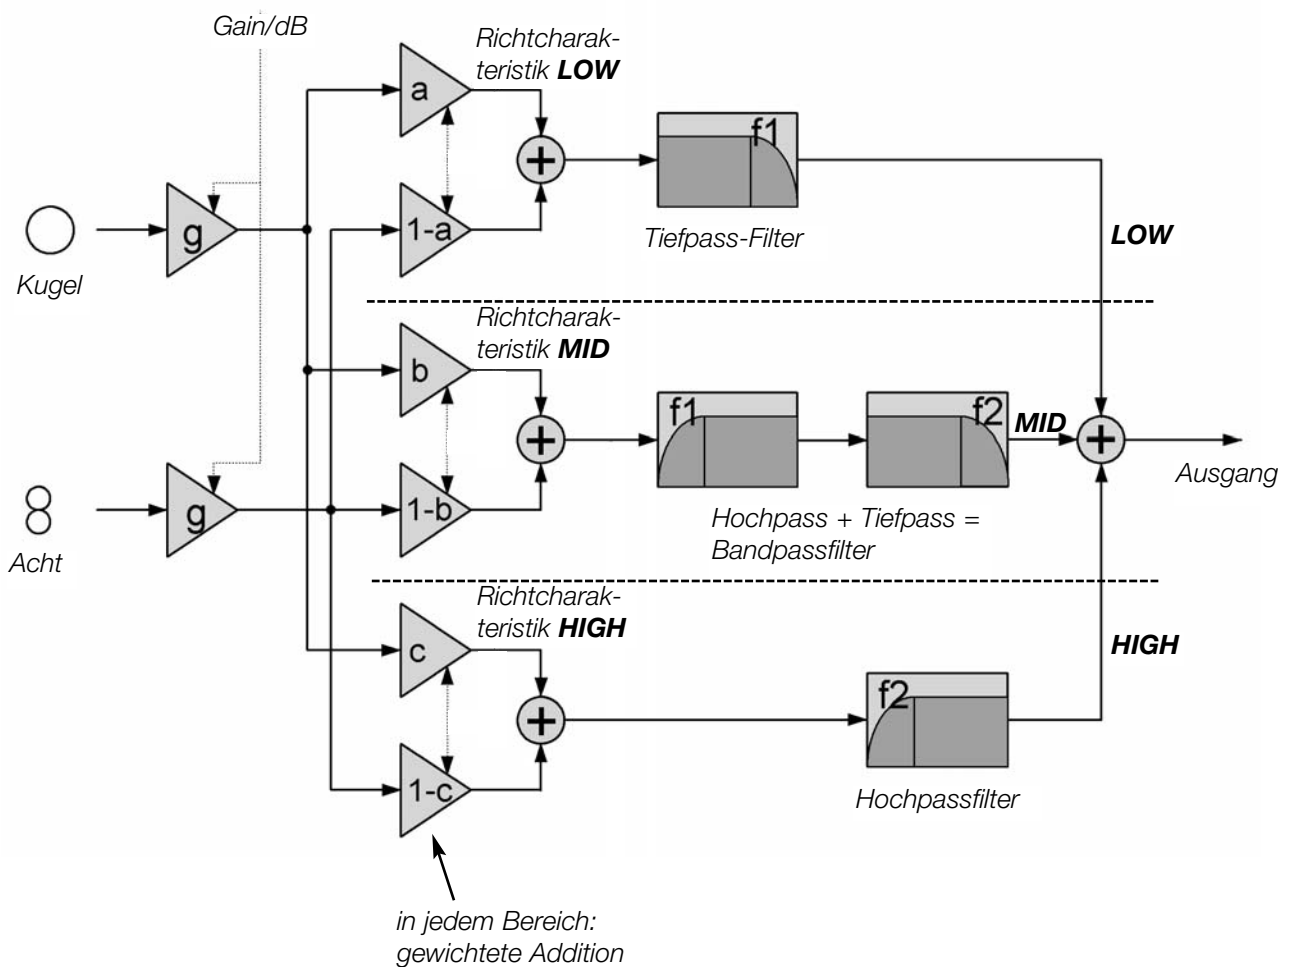 Gain/dB
Richtcharak-
teristik LOW
a
f1
g
1-a
Tiefpass-Filter
LOW
Kugel
Richtcharak-
teristik MID
b
f1
f2
MID
Ausgang
g
1-b
Acht
Hochpass + Tiefpass =
Bandpassfilter
Richtcharak-
teristik HIGH
c
HIGH
f2
1-c
Hochpassfilter
in jedem Bereich:
gewichtete Addition